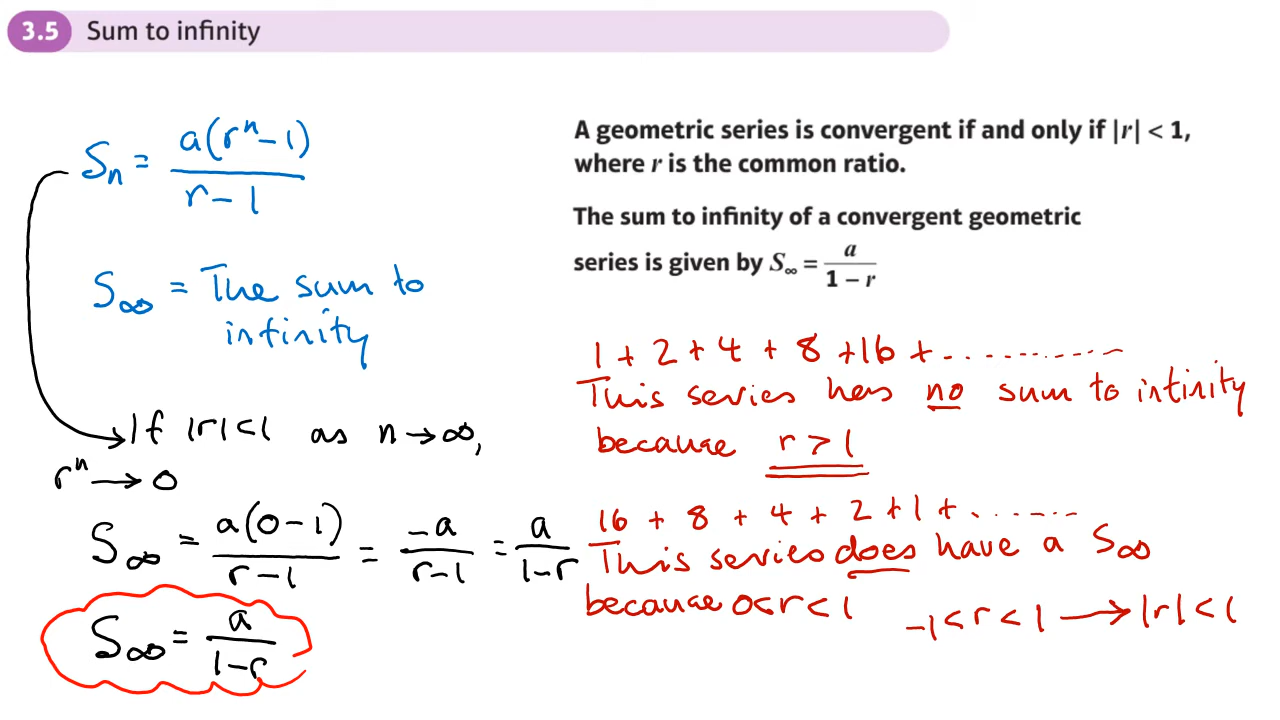 3.5 Sum to infinity
Sₙ = a(rⁿ – 1) / (r – 1)
S∞ = The sum to
infinity
If |r| < 1 as n → ∞,
rⁿ → 0
S∞ = a(0 – 1) / (r – 1) = –a / (r – 1) = a / (1 – r)
S∞ = a / (1 – r)
A geometric series is convergent if and only if |r| < 1,
where r is the common ratio.
The sum to infinity of a convergent geometric
series is given by S∞ = a / (1 – r)
1 + 2 + 4 + 8 + 16 + ............
This series has no sum to infinity
because r > 1
16 + 8 + 4 + 2 + 1 + .......
This series does have a S∞
because 0 < r < 1
–1 < r < 1 → |r| < 1